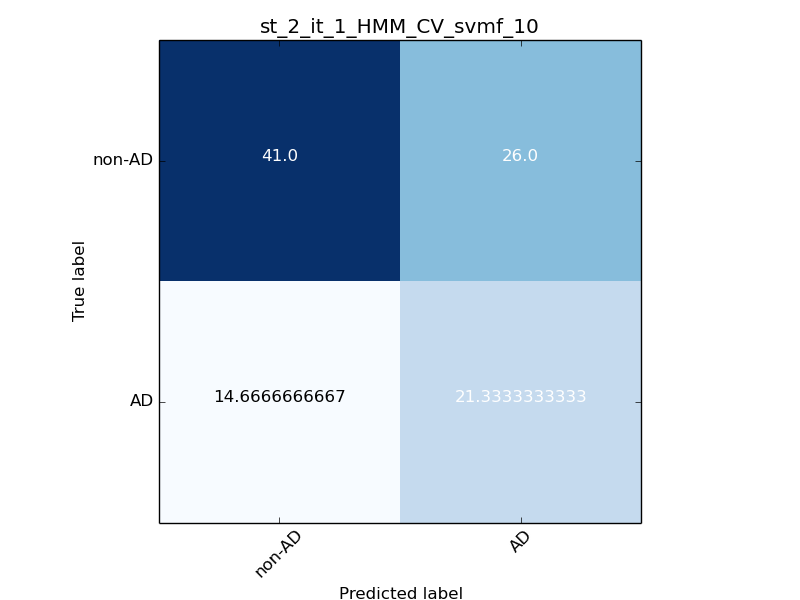 st_2_it_1_HMM_CV_svmf_10
non-AD
41.0
26.0
True label
AD
14.6666666667
21.3333333333
non-AD
AD
Predicted label